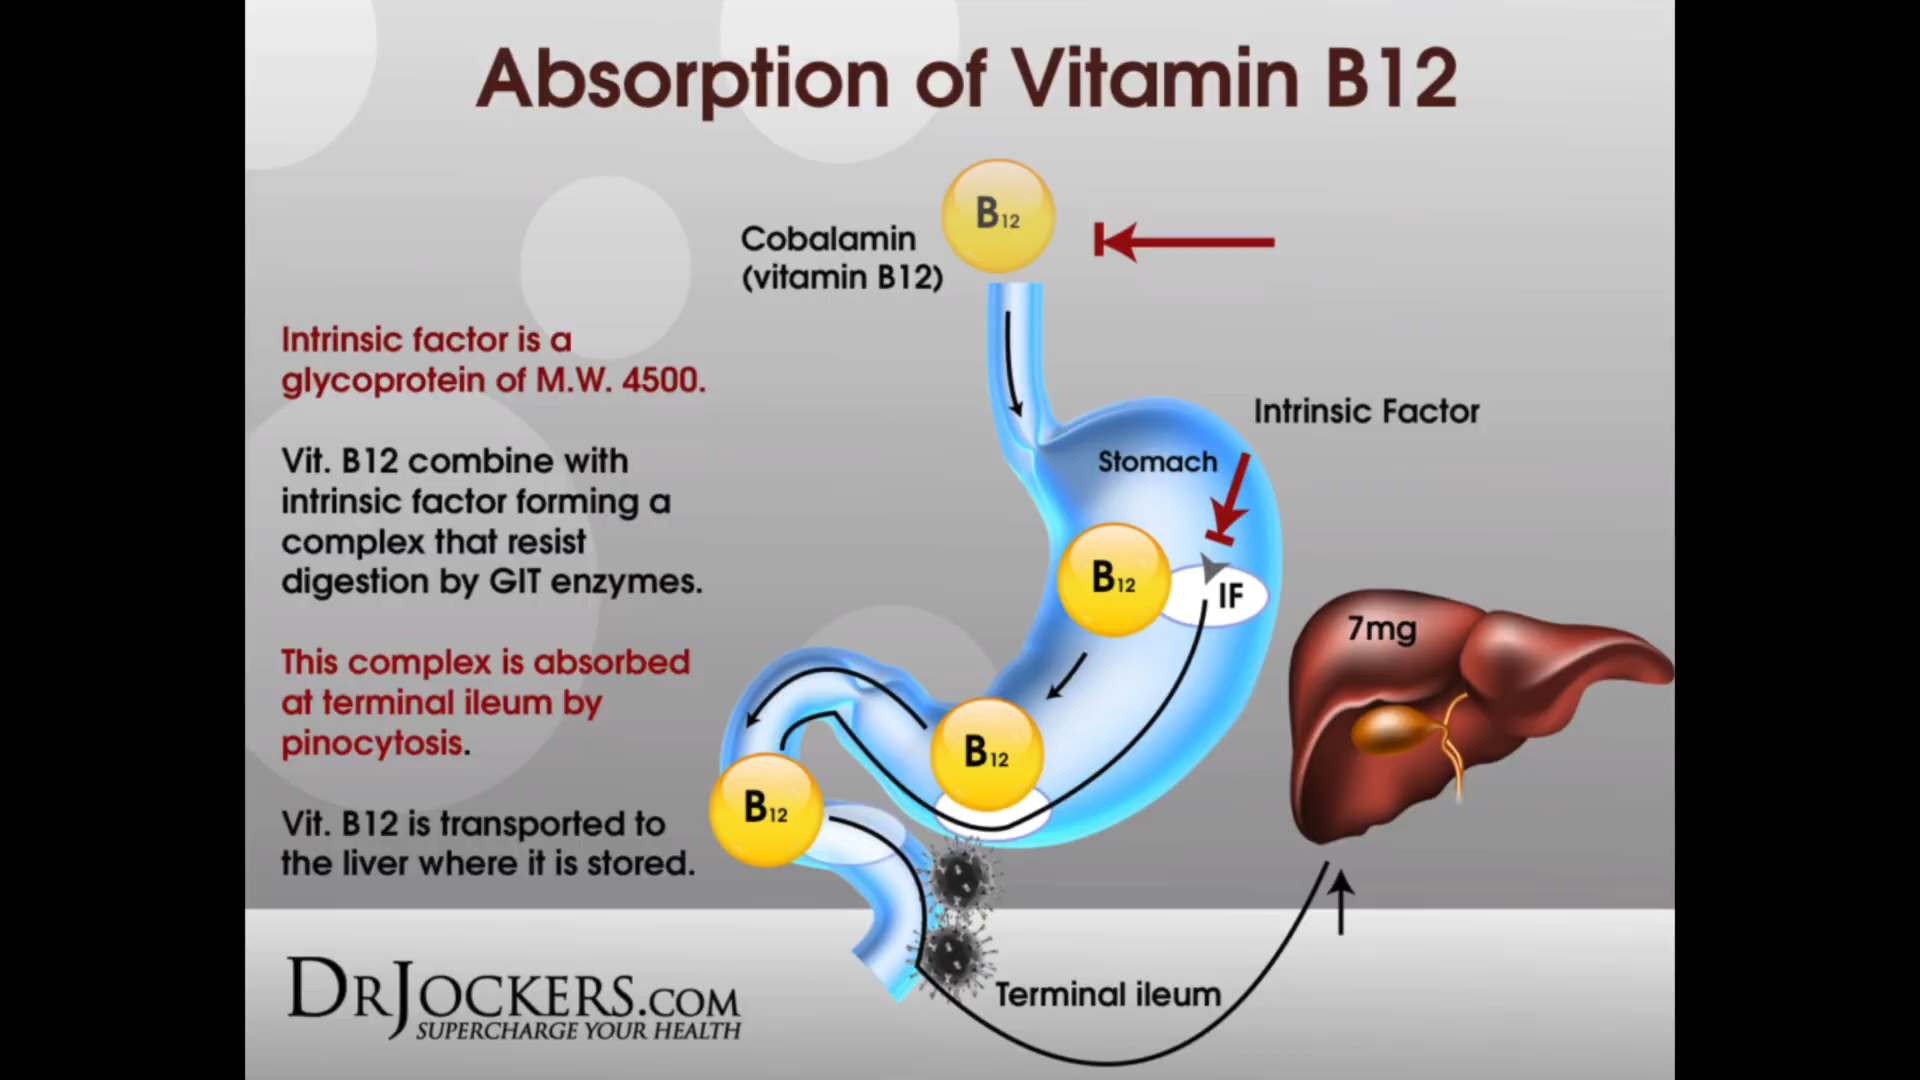 Absorption of Vitamin B12
B12
Cobalamin
(vitamin B12)
Intrinsic factor is a
glycoprotein of M.W. 4500.
Vit. B12 combine with
intrinsic factor forming a
complex that resist
digestion by GIT enzymes.
This complex is absorbed
at terminal ileum by
pinocytosis.
Vit. B12 is transported to
the liver where it is stored.
Intrinsic Factor
Stomach
B12
IF
7mg
B12
B12
Terminal ileum
DRJOCKERS.COM
SUPERCHARGE YOUR HEALTH